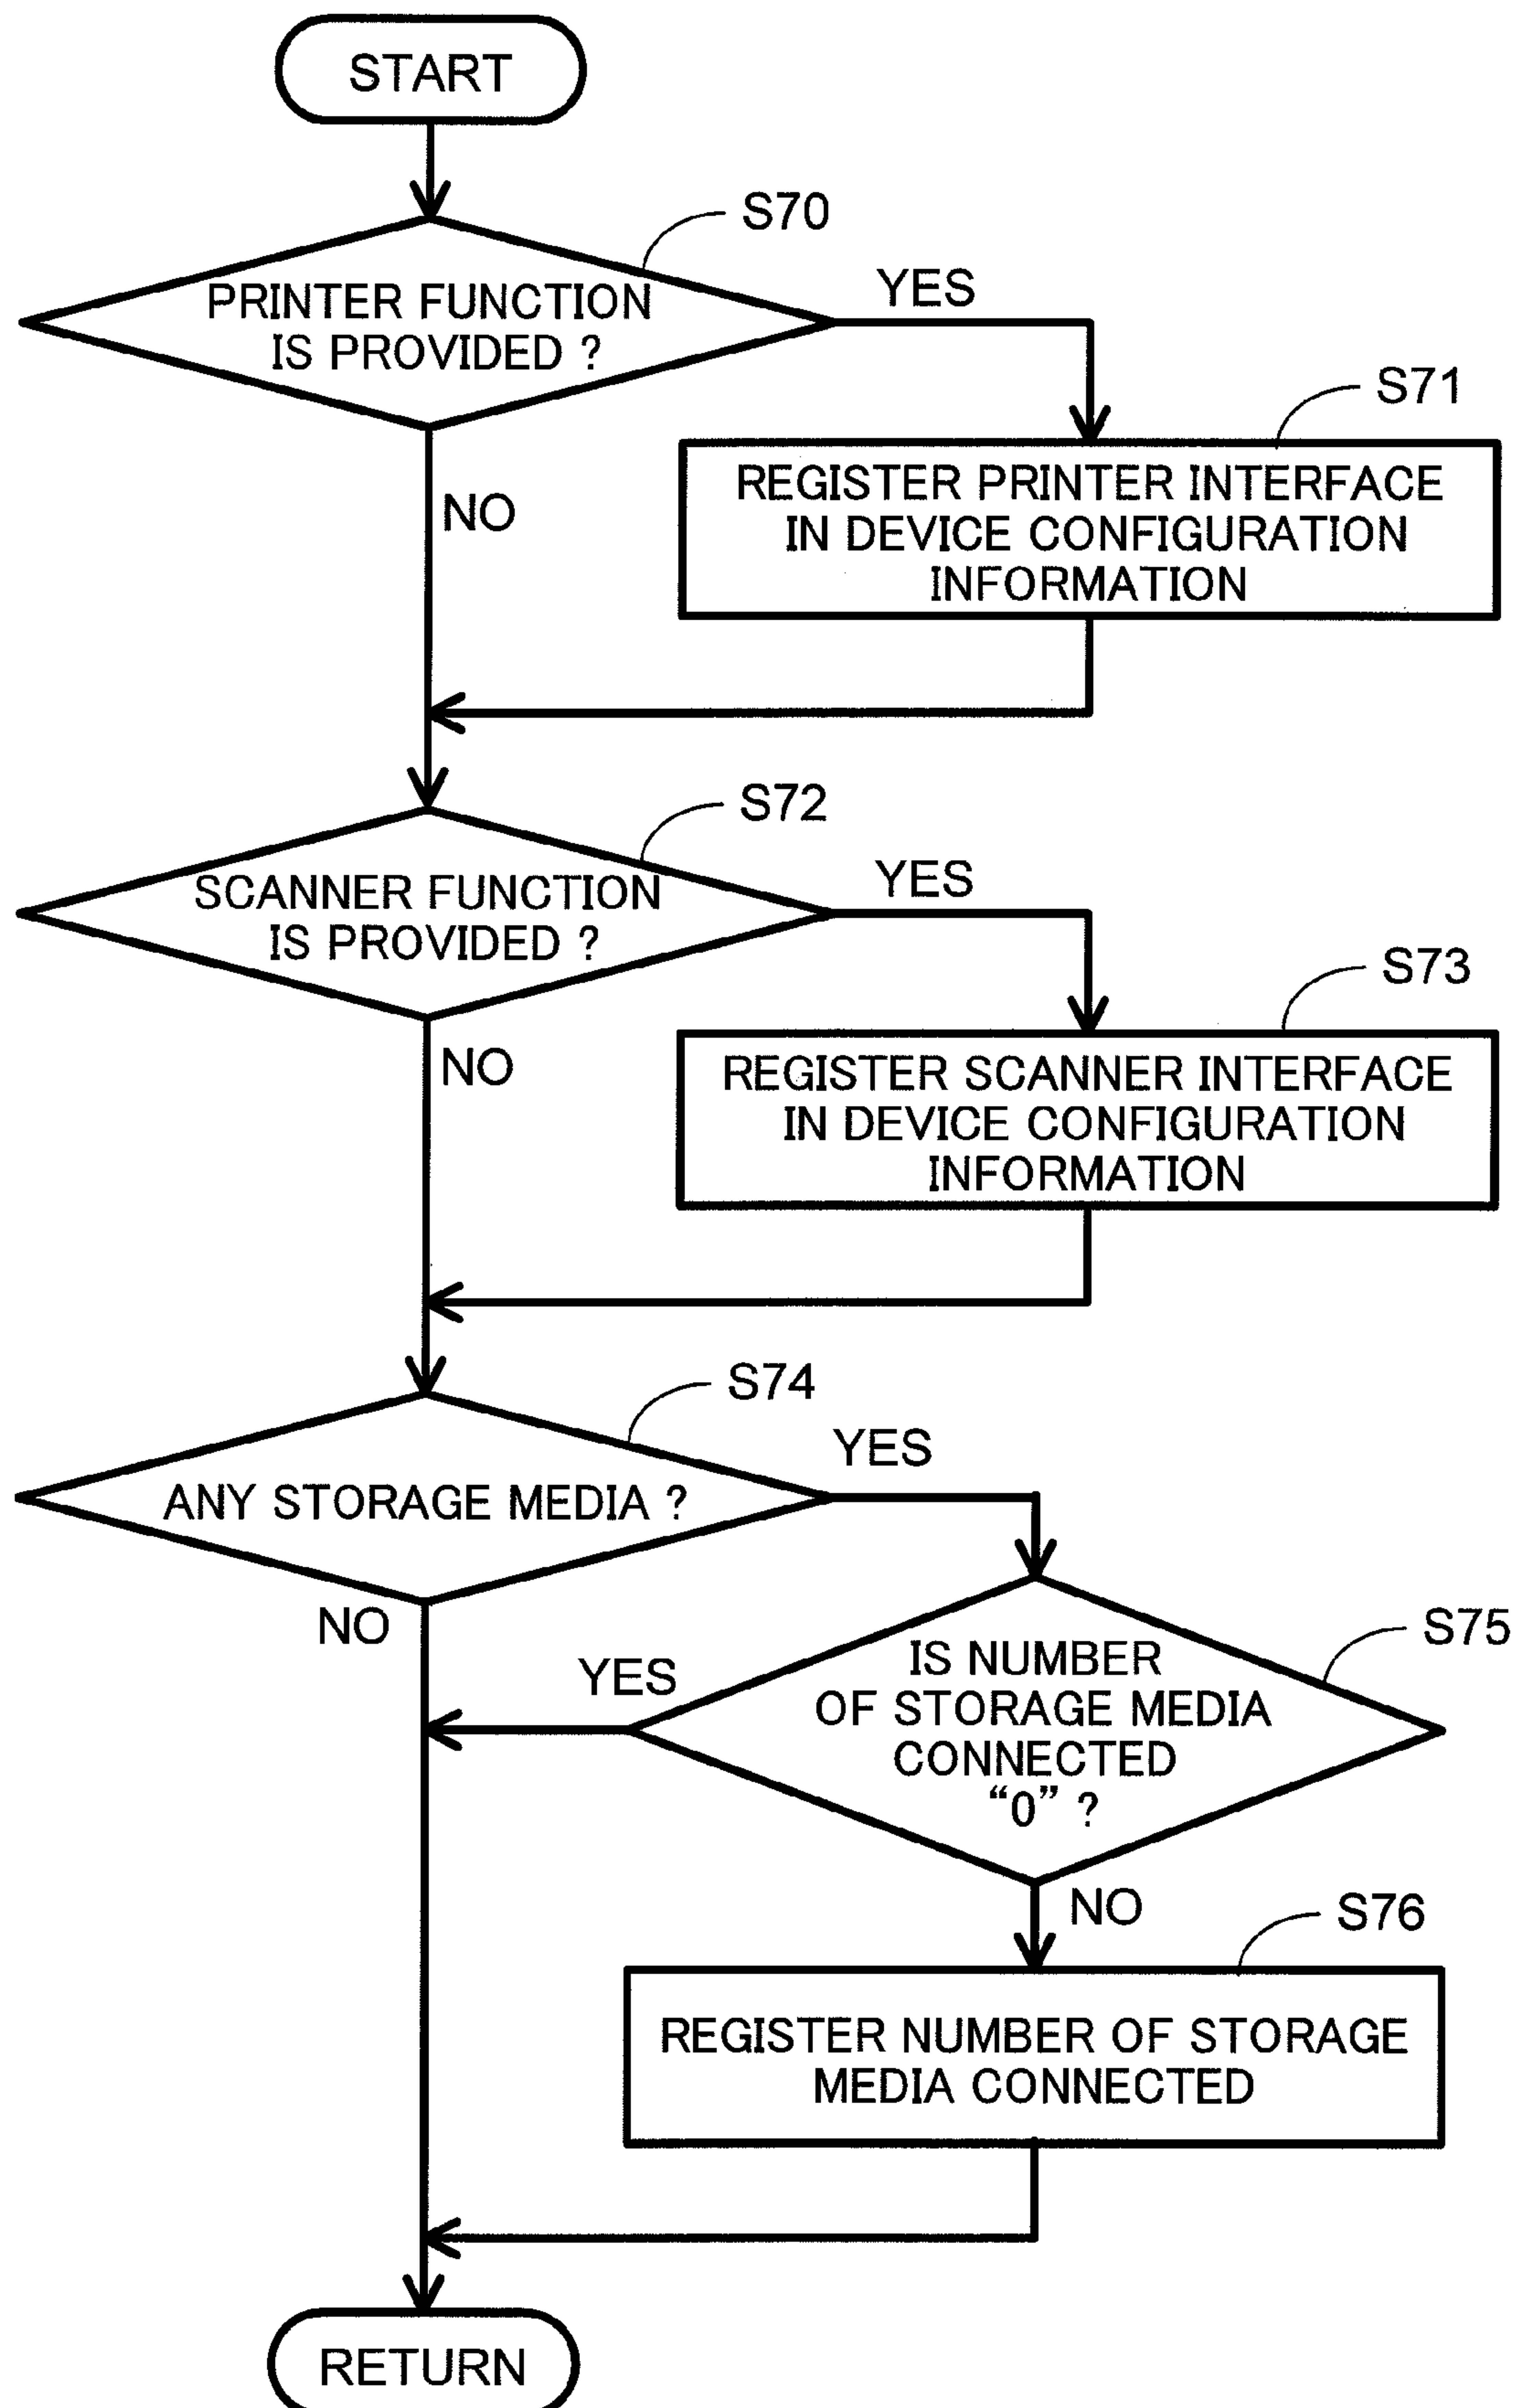 START
S70
PRINTER FUNCTION
IS PROVIDED ?
YES
NO
S71
REGISTER PRINTER INTERFACE
IN DEVICE CONFIGURATION
INFORMATION
S72
SCANNER FUNCTION
IS PROVIDED ?
YES
NO
S73
REGISTER SCANNER INTERFACE
IN DEVICE CONFIGURATION
INFORMATION
S74
ANY STORAGE MEDIA ?
YES
NO
S75
IS NUMBER
OF STORAGE MEDIA
CONNECTED
“0” ?
YES
NO
S76
REGISTER NUMBER OF STORAGE
MEDIA CONNECTED
RETURN